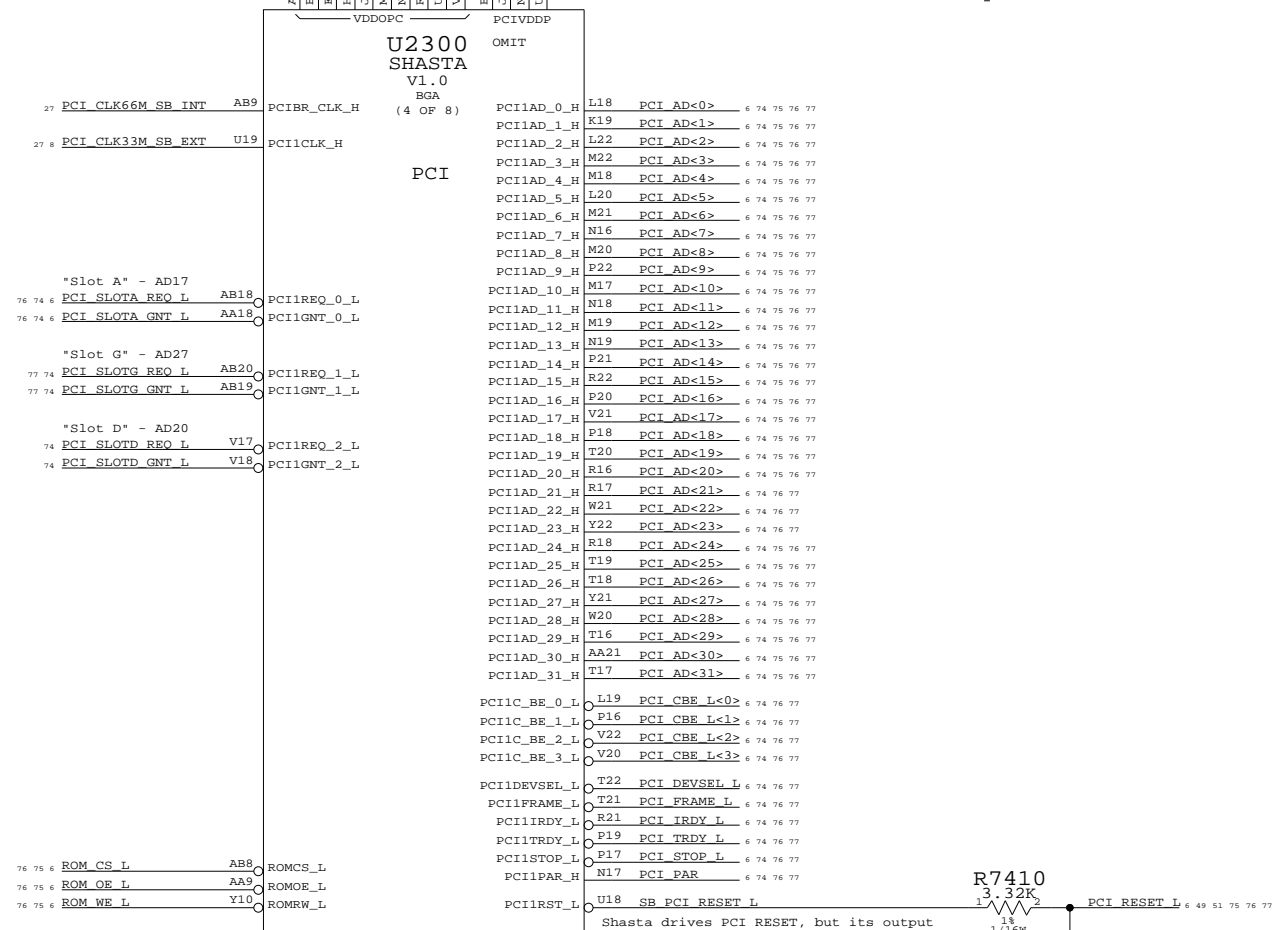 VDDOPC PCIVDDP
U2300 OMIT
SHASTA
V1.0
BGA
(4 OF 8)
PCI
27 PCI_CLK66M_SB_INT AB9 PCIBR_CLK_H
27 8 PCI_CLK33M_SB_EXT U19 PCI1CLK_H
"Slot A" - AD17
76 74 6 PCI_SLOTA_REQ_L AB18 PCI1REQ_0_L
76 74 6 PCI_SLOTA_GNT_L AA18 PCI1GNT_0_L
"Slot G" - AD27
77 74 PCI_SLOTG_REQ_L AB20 PCI1REQ_1_L
77 74 PCI_SLOTG_GNT_L AB19 PCI1GNT_1_L
"Slot D" - AD20
74 PCI_SLOTD_REQ_L V17 PCI1REQ_2_L
74 PCI_SLOTD_GNT_L V18 PCI1GNT_2_L
76 75 6 ROM_CS_L AB8 ROMCS_L
76 75 6 ROM_OE_L AA9 ROMOE_L
76 75 6 ROM_WE_L Y10 ROMRW_L
PCI1AD_0_H L18 PCI_AD<0> 6 74 75 76 77
PCI1AD_1_H K19 PCI_AD<1> 6 74 75 76 77
PCI1AD_2_H L22 PCI_AD<2> 6 74 75 76 77
PCI1AD_3_H M22 PCI_AD<3> 6 74 75 76 77
PCI1AD_4_H M18 PCI_AD<4> 6 74 75 76 77
PCI1AD_5_H L20 PCI_AD<5> 6 74 75 76 77
PCI1AD_6_H M21 PCI_AD<6> 6 74 75 76 77
PCI1AD_7_H N16 PCI_AD<7> 6 74 75 76 77
PCI1AD_8_H M20 PCI_AD<8> 6 74 75 76 77
PCI1AD_9_H P22 PCI_AD<9> 6 74 75 76 77
PCI1AD_10_H M17 PCI_AD<10> 6 74 75 76 77
PCI1AD_11_H N18 PCI_AD<11> 6 74 75 76 77
PCI1AD_12_H M19 PCI_AD<12> 6 74 75 76 77
PCI1AD_13_H N19 PCI_AD<13> 6 74 75 76 77
PCI1AD_14_H P21 PCI_AD<14> 6 74 75 76 77
PCI1AD_15_H R22 PCI_AD<15> 6 74 75 76 77
PCI1AD_16_H P20 PCI_AD<16> 6 74 75 76 77
PCI1AD_17_H V21 PCI_AD<17> 6 74 75 76 77
PCI1AD_18_H P18 PCI_AD<18> 6 74 75 76 77
PCI1AD_19_H T20 PCI_AD<19> 6 74 75 76 77
PCI1AD_20_H R16 PCI_AD<20> 6 74 75 76 77
PCI1AD_21_H R17 PCI_AD<21> 6 74 76 77
PCI1AD_22_H W21 PCI_AD<22> 6 74 76 77
PCI1AD_23_H Y22 PCI_AD<23> 6 74 76 77
PCI1AD_24_H R18 PCI_AD<24> 6 74 75 76 77
PCI1AD_25_H T19 PCI_AD<25> 6 74 75 76 77
PCI1AD_26_H T18 PCI_AD<26> 6 74 75 76 77
PCI1AD_27_H Y21 PCI_AD<27> 6 74 75 76 77
PCI1AD_28_H W20 PCI_AD<28> 6 74 75 76 77
PCI1AD_29_H T16 PCI_AD<29> 6 74 75 76 77
PCI1AD_30_H AA21 PCI_AD<30> 6 74 75 76 77
PCI1AD_31_H T17 PCI_AD<31> 6 74 75 76 77
PCI1C_BE_0_L L19 PCI_CBE_L<0> 6 74 76 77
PCI1C_BE_1_L P16 PCI_CBE_L<1> 6 74 76 77
PCI1C_BE_2_L V22 PCI_CBE_L<2> 6 74 76 77
PCI1C_BE_3_L V20 PCI_CBE_L<3> 6 74 76 77
PCI1DEVSEL_L T22 PCI_DEVSEL_L 6 74 76 77
PCI1FRAME_L T21 PCI_FRAME_L 6 74 76 77
PCI1IRDY_L R21 PCI_IRDY_L 6 74 76 77
PCI1TRDY_L P19 PCI_TRDY_L 6 74 76 77
PCI1STOP_L P17 PCI_STOP_L 6 74 76 77
PCI1PAR_H N17 PCI_PAR 6 74 76 77
PCI1RST_L U18 SB_PCI_RESET_L
R7410
3.32K
1 2 PCI_RESET_L 6 49 51 75 76 77
1%
1/16W
Shasta drives PCI RESET, but its output